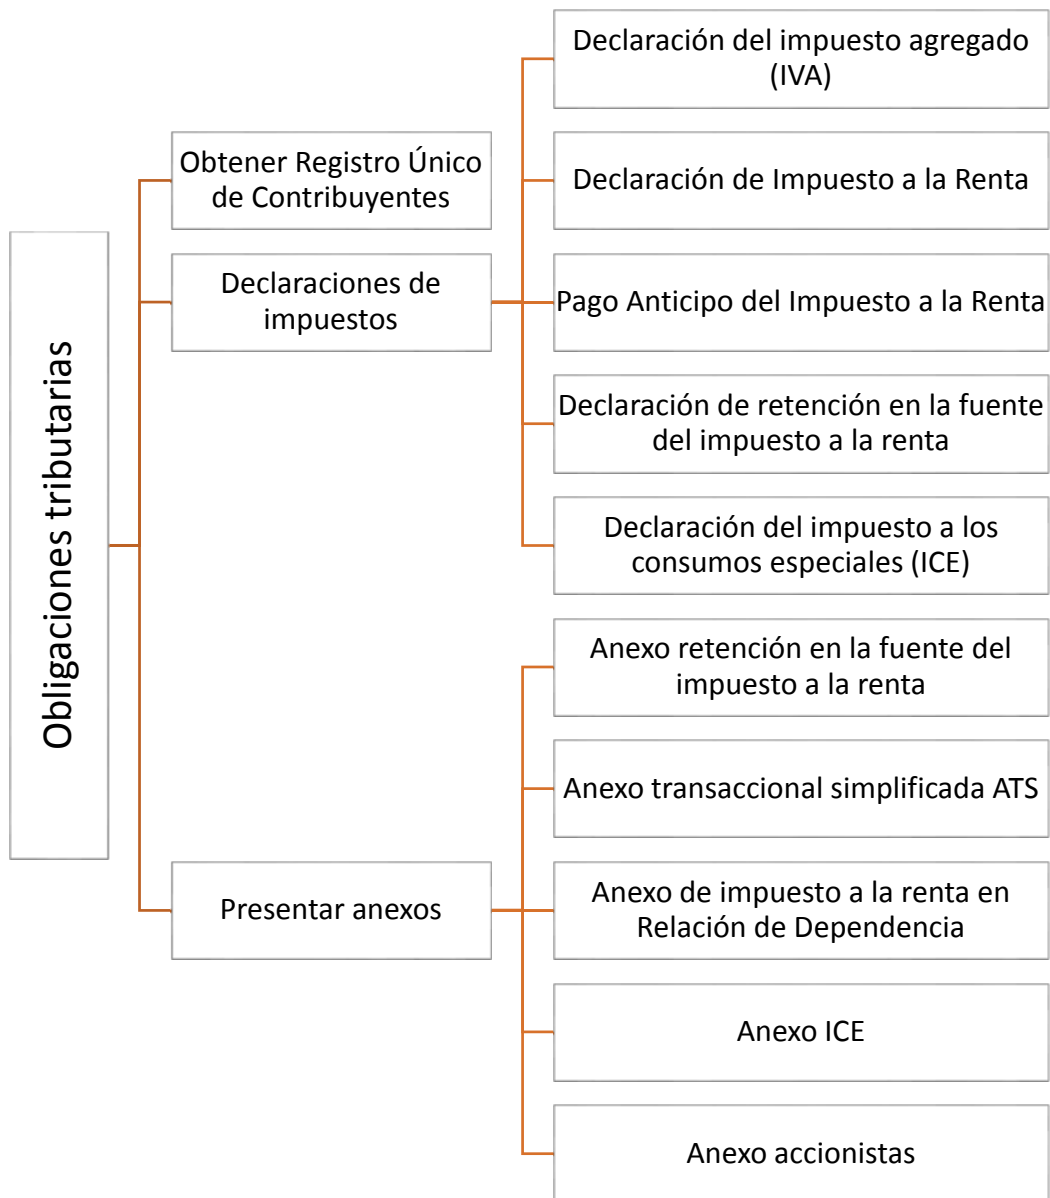 Obligaciones tributarias
Obtener Registro Único
de Contribuyentes
Declaraciones de
impuestos
Declaración del impuesto agregado
(IVA)
Declaración de Impuesto a la Renta
Pago Anticipo del Impuesto a la Renta
Declaración de retención en la fuente
del impuesto a la renta
Declaración del impuesto a los
consumos especiales (ICE)
Presentar anexos
Anexo retención en la fuente del
impuesto a la renta
Anexo transaccional simplificada ATS
Anexo de impuesto a la renta en
Relación de Dependencia
Anexo ICE
Anexo accionistas